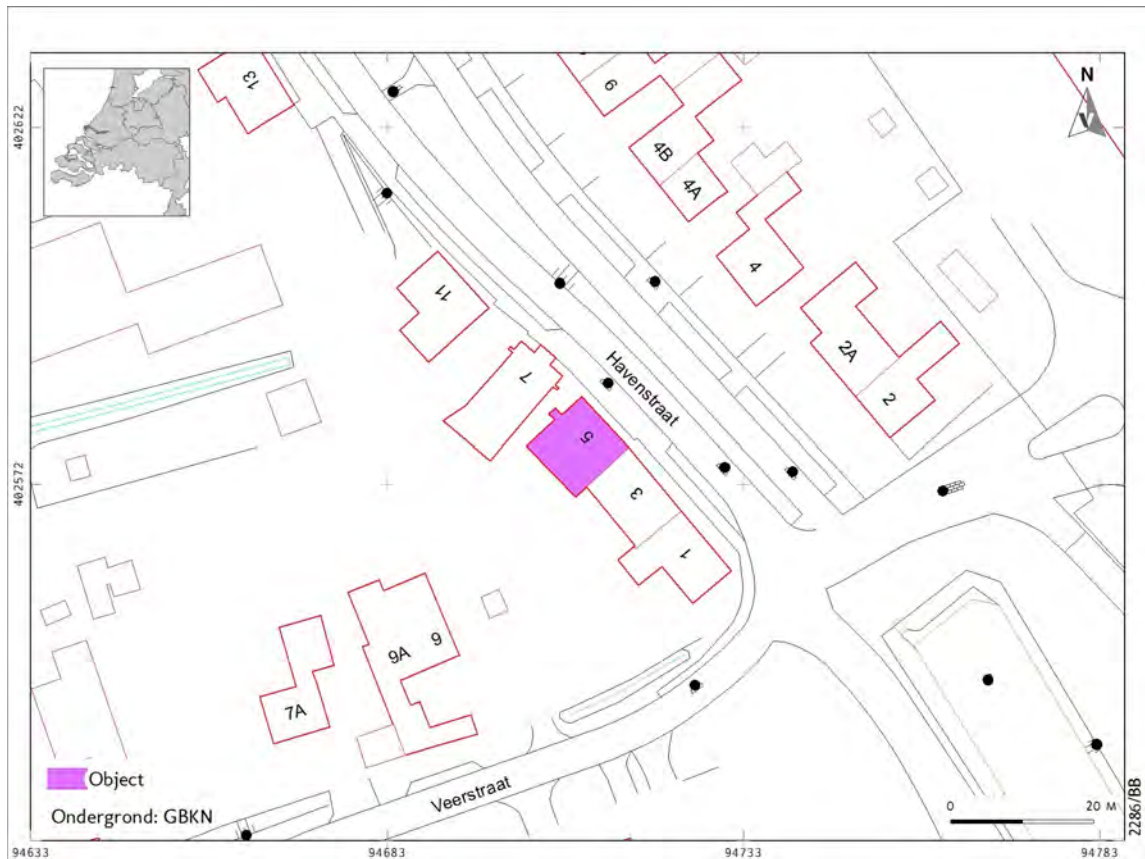 N
402622
402572
13
6
4B
4A
4
11
2A
2
7
Havenstraat
5
3
1
9A
9
7A
Veerstraat
Object
Ondergrond: GBKN
0
20 M
2286/BB
94633
94683
94733
94783